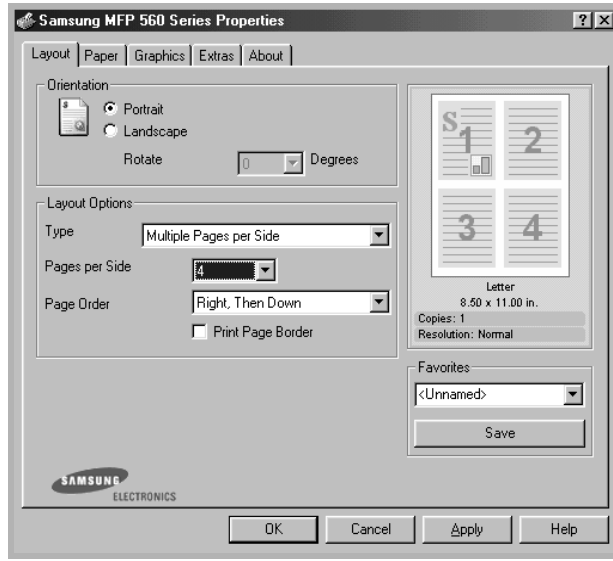 Samsung MFP 560 Series Properties
Layout Paper Graphics Extras About
Orientation
Portrait
Landscape
Rotate 0 Degrees
Layout Options
Type Multiple Pages per Side
Pages per Side 4
Page Order Right, Then Down
Print Page Border
S
1 2
3 4
Letter
8.50 x 11.00 in.
Copies: 1
Resolution: Normal
Favorites
<Unnamed>
Save
SAMSUNG
ELECTRONICS
OK Cancel Apply Help